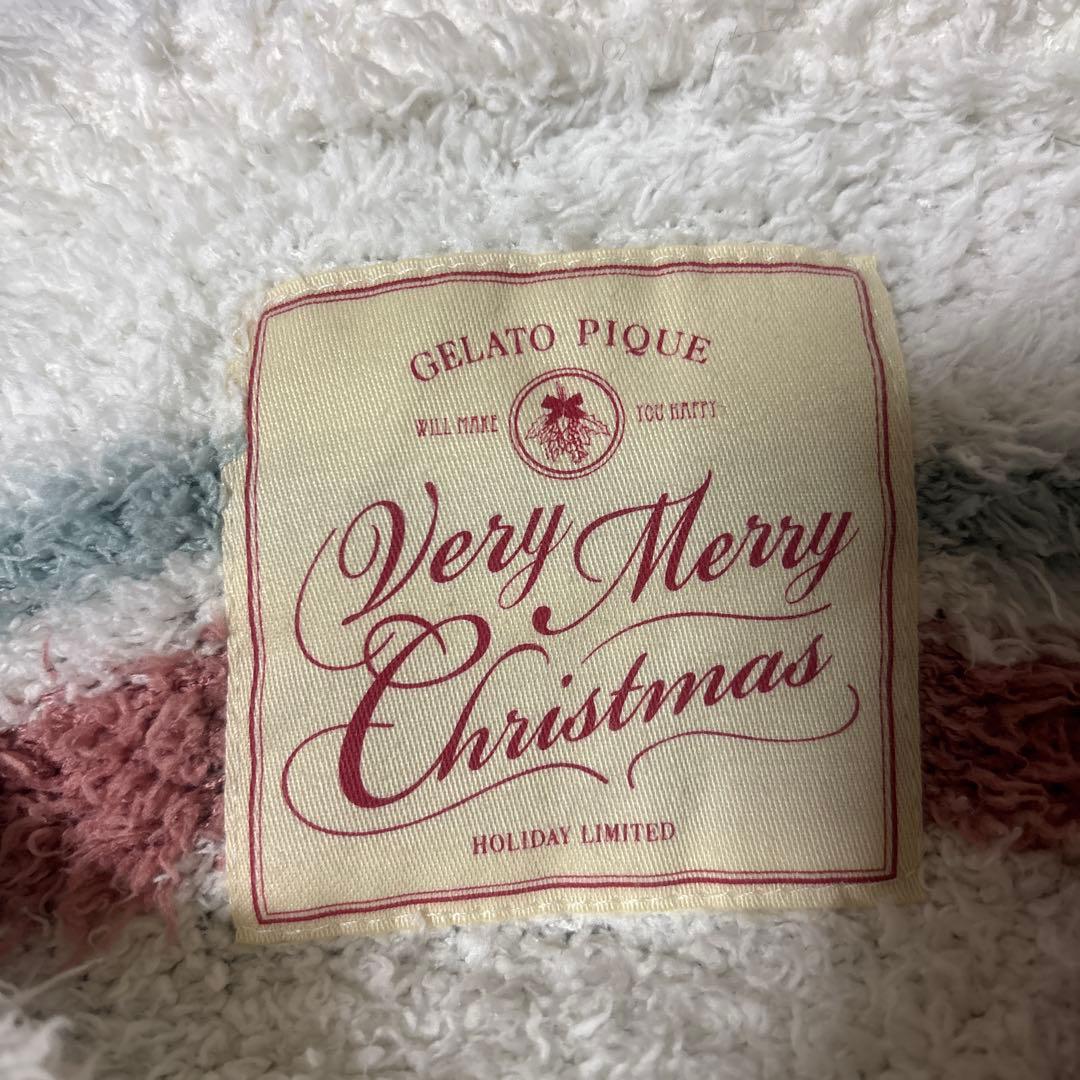 GELATO PIQUE
WILL MAKE YOU HAPPY
Very Merry
Christmas
HOLIDAY LIMITED